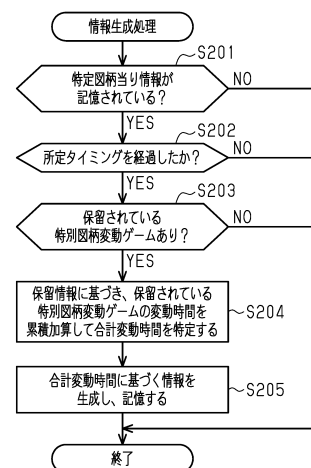 情報生成処理
S201
特定図柄当り情報が
記憶されている？
NO
YES
S202
所定タイミングを経過したか？
NO
YES
S203
保留されている
特別図柄変動ゲームあり？
NO
YES
保留情報に基づき、保留されている
特別図柄変動ゲームの変動時間を
累積加算して合計変動時間を特定する
S204
合計変動時間に基づく情報を
生成し、記憶する
S205
終了